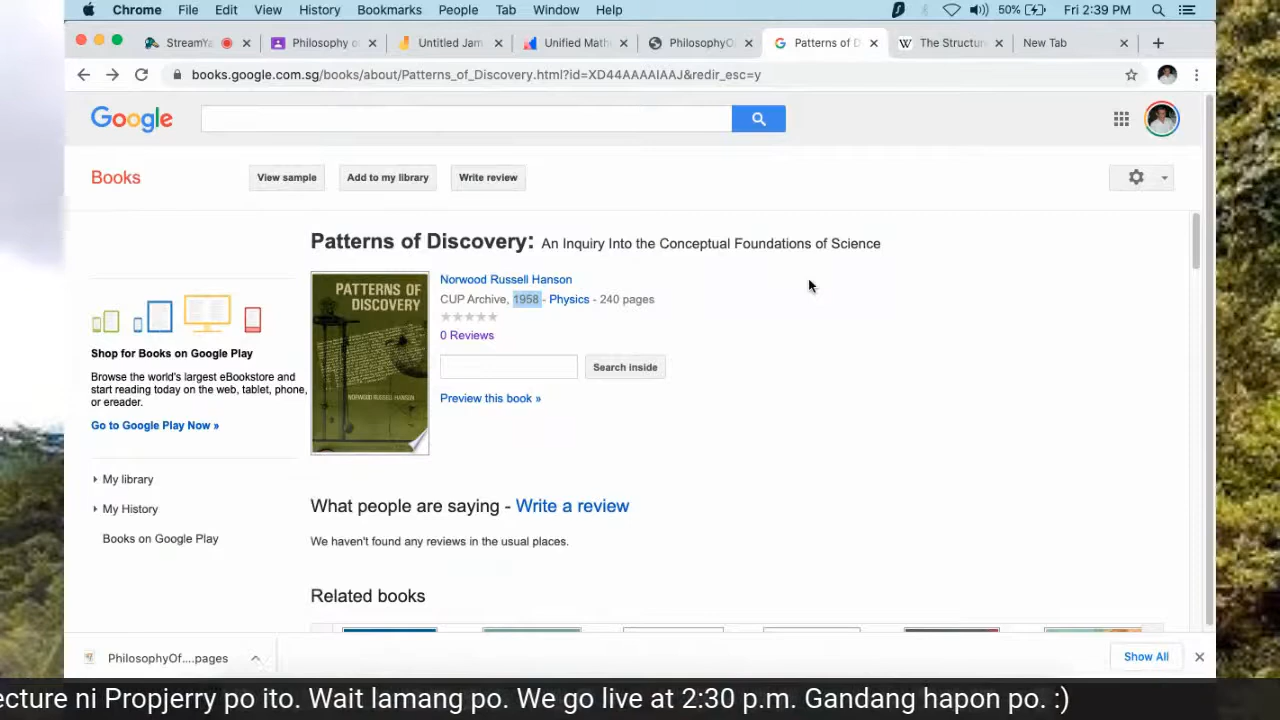 Chrome File Edit View History Bookmarks People Tab Window Help 50% Fri 2:39 PM
StreamYa Philosophy o Untitled Jam Unified Math PhilosophyO Patterns of D The Structur New Tab
books.google.com.sg/books/about/Patterns_of_Discovery.html?id=XD44AAAAIAAJ&redir_esc=y
Google
Books View sample Add to my library Write review
Patterns of Discovery: An Inquiry Into the Conceptual Foundations of Science
PATTERNS OF
DISCOVERY
NORWOOD RUSSELL HANSON
Norwood Russell Hanson
CUP Archive, 1958 - Physics - 240 pages
0 Reviews
Search inside
Preview this book »
Shop for Books on Google Play
Browse the world's largest eBookstore and
start reading today on the web, tablet, phone,
or ereader.
Go to Google Play Now »
My library
My History
Books on Google Play
What people are saying - Write a review
We haven't found any reviews in the usual places.
Related books
PhilosophyOf....pages Show All
ecture ni Propjerry po ito. Wait lamang po. We go live at 2:30 p.m. Gandang hapon po. :)